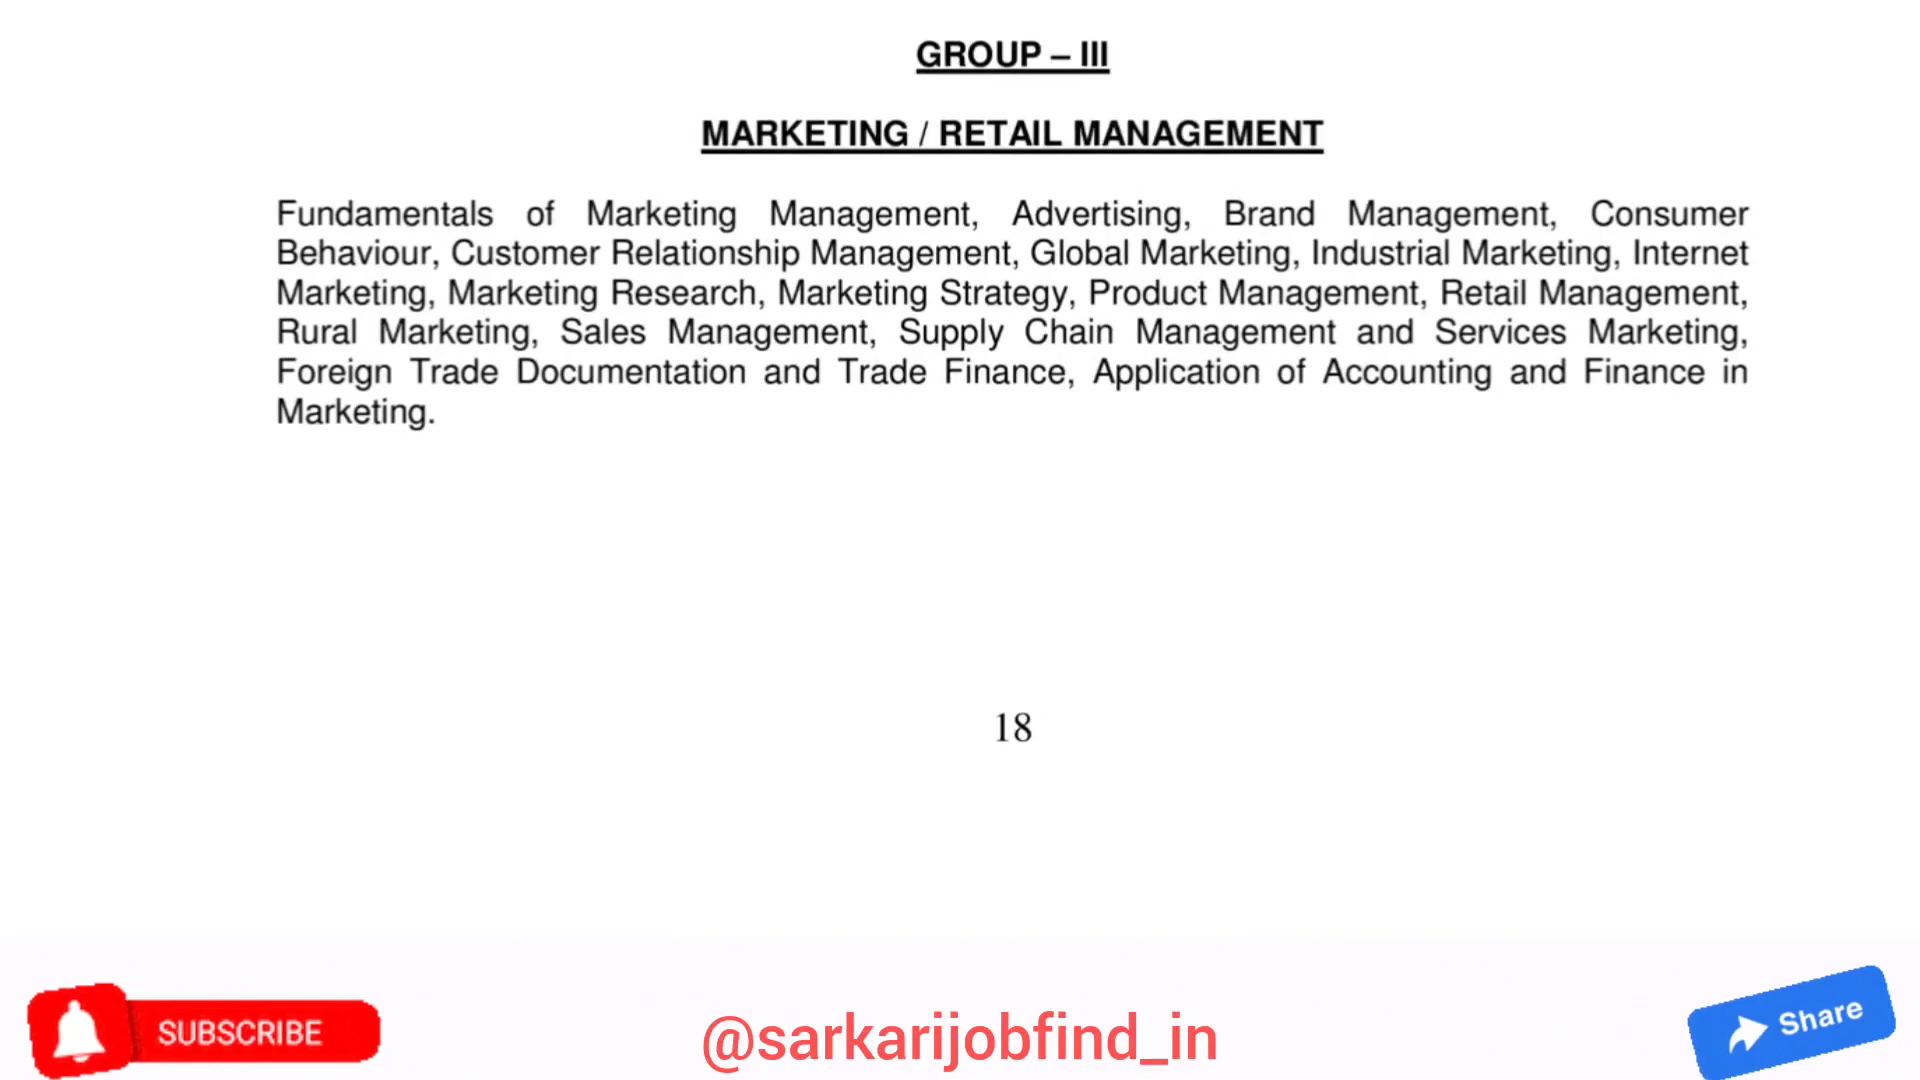 GROUP – III
MARKETING / RETAIL MANAGEMENT
Fundamentals of Marketing Management, Advertising, Brand Management, Consumer
Behaviour, Customer Relationship Management, Global Marketing, Industrial Marketing, Internet
Marketing, Marketing Research, Marketing Strategy, Product Management, Retail Management,
Rural Marketing, Sales Management, Supply Chain Management and Services Marketing,
Foreign Trade Documentation and Trade Finance, Application of Accounting and Finance in
Marketing.
18
SUBSCRIBE
@sarkarijobfind_in
Share